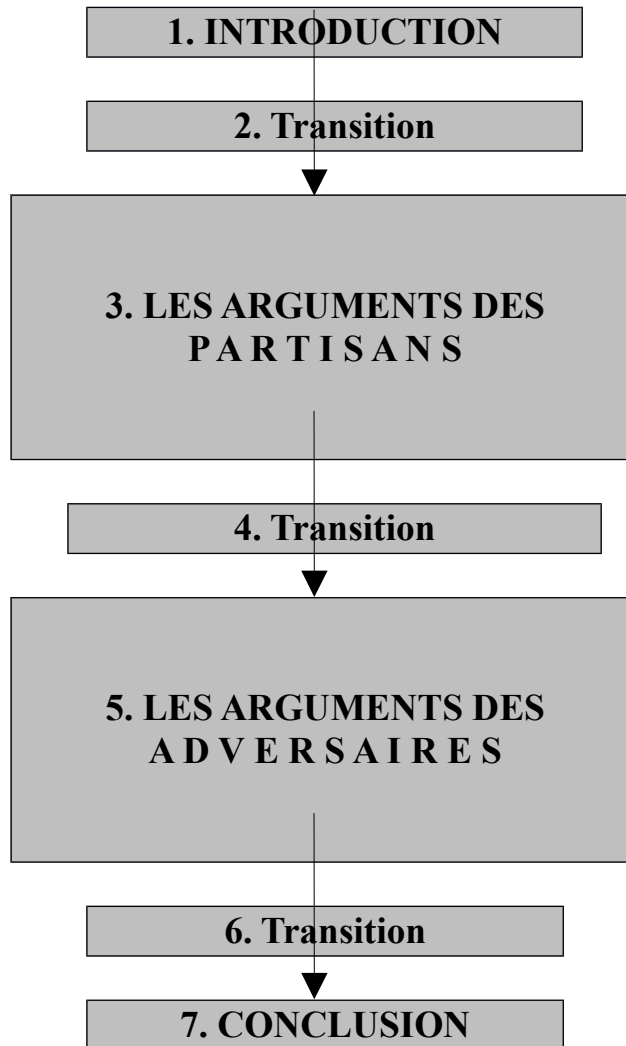 1. INTRODUCTION
2. Transition
3. LES ARGUMENTS DES
P A R T I S A N S
4. Transition
5. LES ARGUMENTS DES
A D V E R S A I R E S
6. Transition
7. CONCLUSION